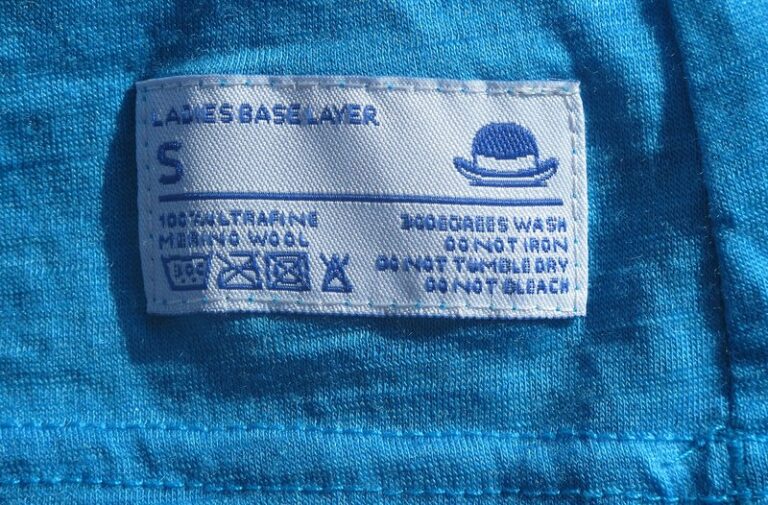 LADIES BASE LAYER
S
100% ULTRAFINE
MERINO WOOL
30C
30 DEGREES WASH
DO NOT IRON
DO NOT TUMBLE DRY
DO NOT BLEACH